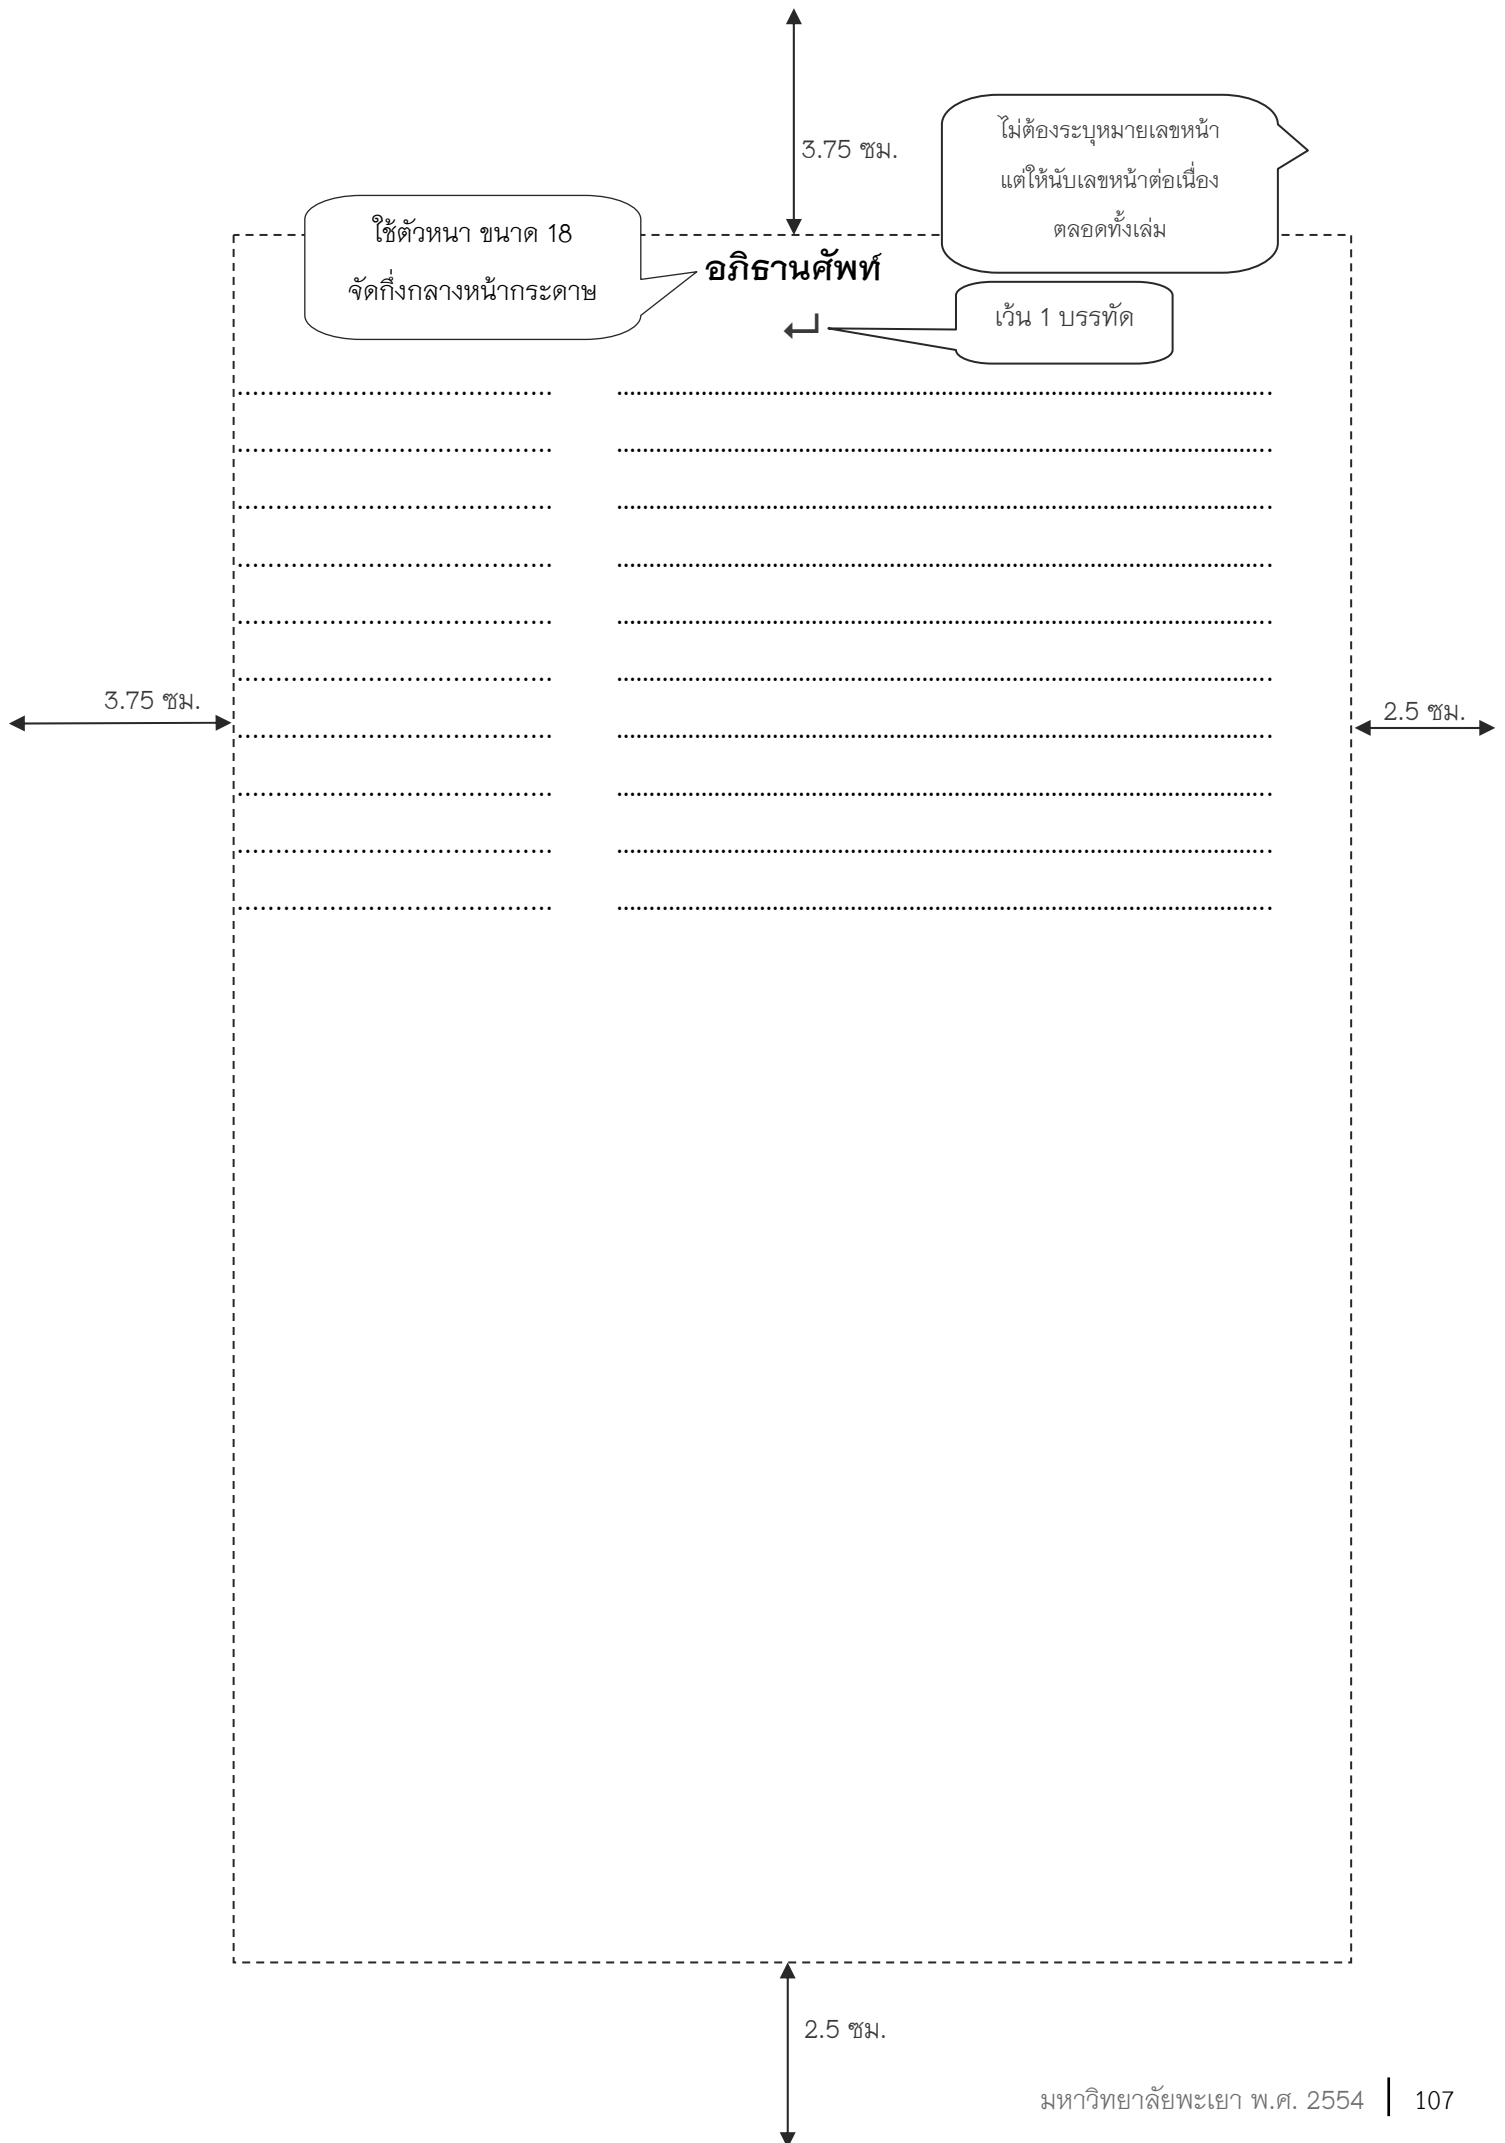 3.75 ซม.
ไม่ต้องระบุหมายเลขหน้า
แต่ให้นับเลขหน้าต่อเนื่อง
ตลอดทั้งเล่ม
ใช้ตัวหนา ขนาด 18
จัดกึ่งกลางหน้ากระดาษ
อภิธานศัพท์
เว้น 1 บรรทัด
3.75 ซม.
2.5 ซม.
2.5 ซม.
มหาวิทยาลัยพะเยา พ.ศ. 2554 107